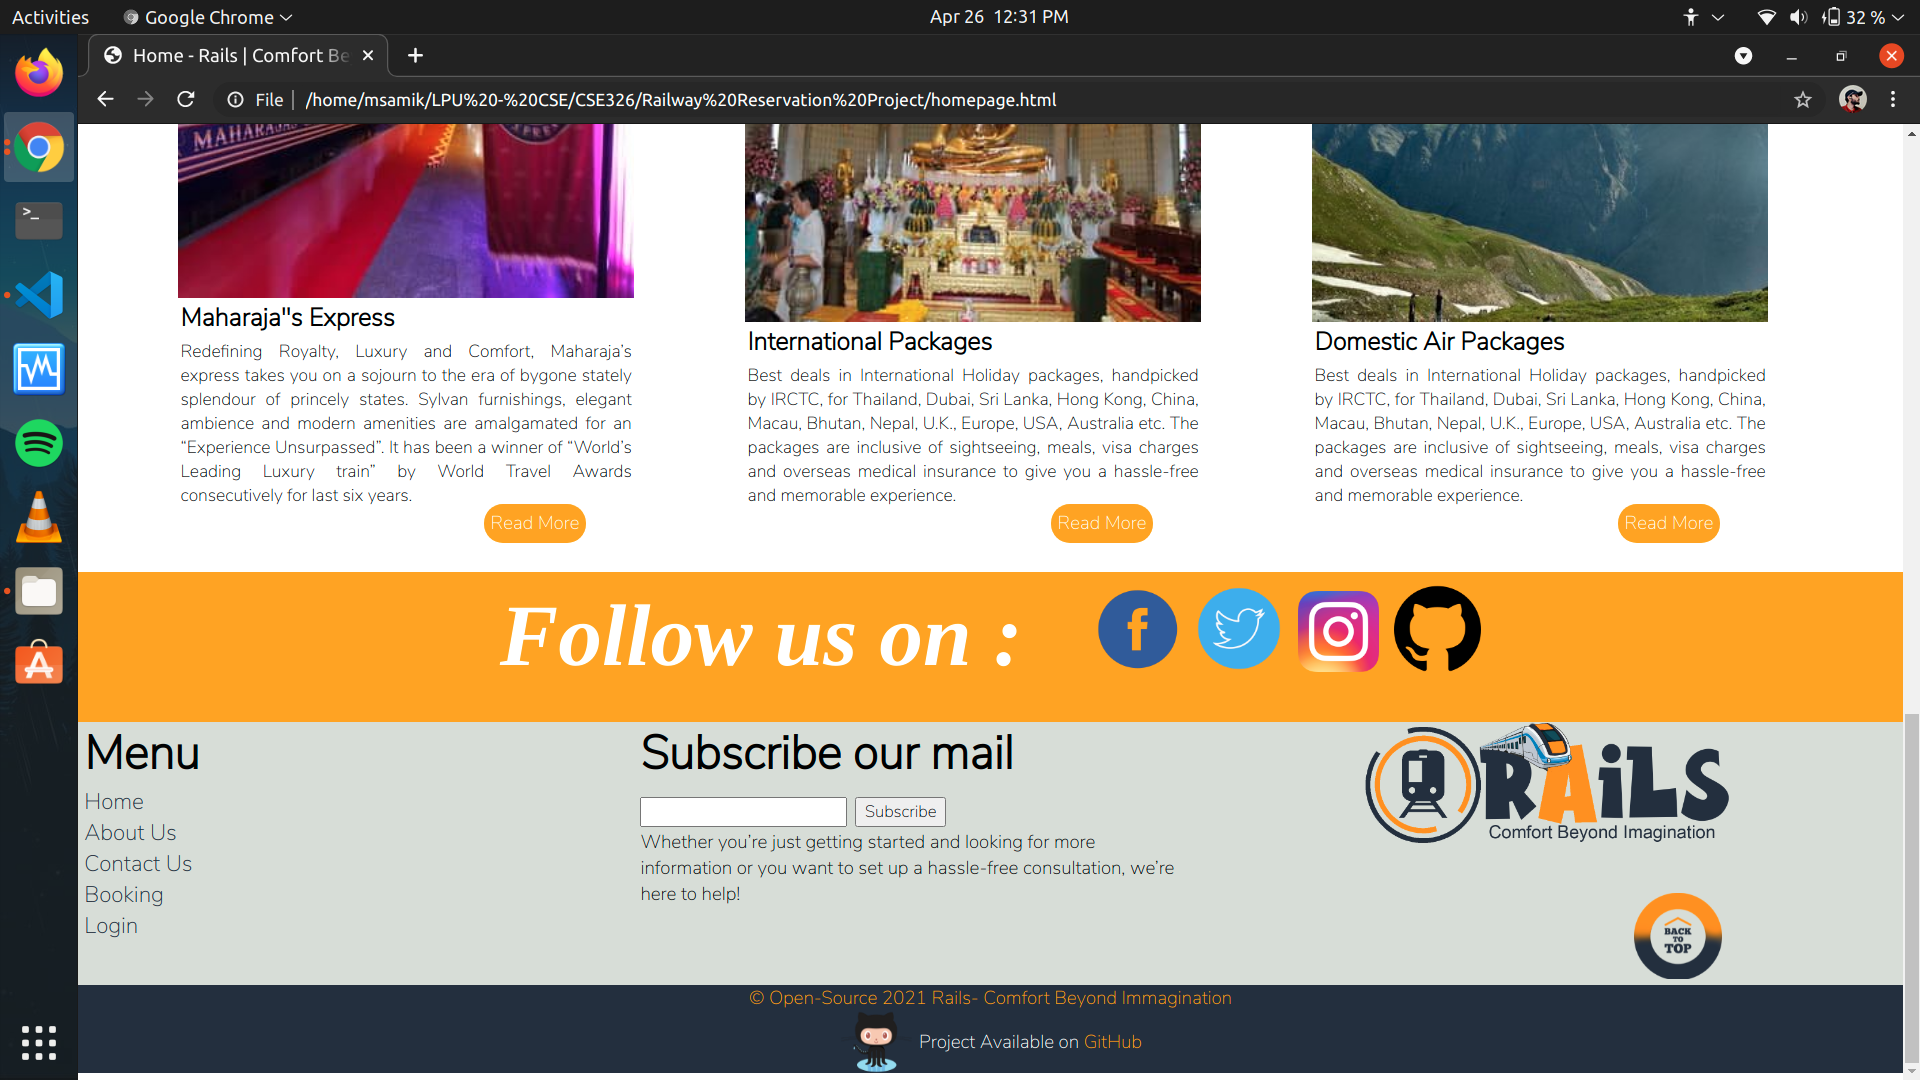 Activities
Google Chrome
Apr 26 12:31 PM
32 %
Home - Rails | Comfort Be
File
/home/msamik/LPU%20-%20CSE/CSE326/Railway%20Reservation%20Project/homepage.html
MAHARAJAS
Maharaja"s Express
Redefining Royalty, Luxury and Comfort, Maharaja’s
express takes you on a sojourn to the era of bygone stately
splendour of princely states. Sylvan furnishings, elegant
ambience and modern amenities are amalgamated for an
“Experience Unsurpassed”. It has been a winner of “World’s
Leading Luxury train” by World Travel Awards
consecutively for last six years.
Read More
International Packages
Best deals in International Holiday packages, handpicked
by IRCTC, for Thailand, Dubai, Sri Lanka, Hong Kong, China,
Macau, Bhutan, Nepal, U.K., Europe, USA, Australia etc. The
packages are inclusive of sightseeing, meals, visa charges
and overseas medical insurance to give you a hassle-free
and memorable experience.
Read More
Domestic Air Packages
Best deals in International Holiday packages, handpicked
by IRCTC, for Thailand, Dubai, Sri Lanka, Hong Kong, China,
Macau, Bhutan, Nepal, U.K., Europe, USA, Australia etc. The
packages are inclusive of sightseeing, meals, visa charges
and overseas medical insurance to give you a hassle-free
and memorable experience.
Read More
Follow us on :
Menu
Home
About Us
Contact Us
Booking
Login
Subscribe our mail
Subscribe
Whether you’re just getting started and looking for more
information or you want to set up a hassle-free consultation, we’re
here to help!
RAiLS
Comfort Beyond Imagination
BACK
TO
TOP
© Open-Source 2021 Rails- Comfort Beyond Immagination
Project Available on GitHub